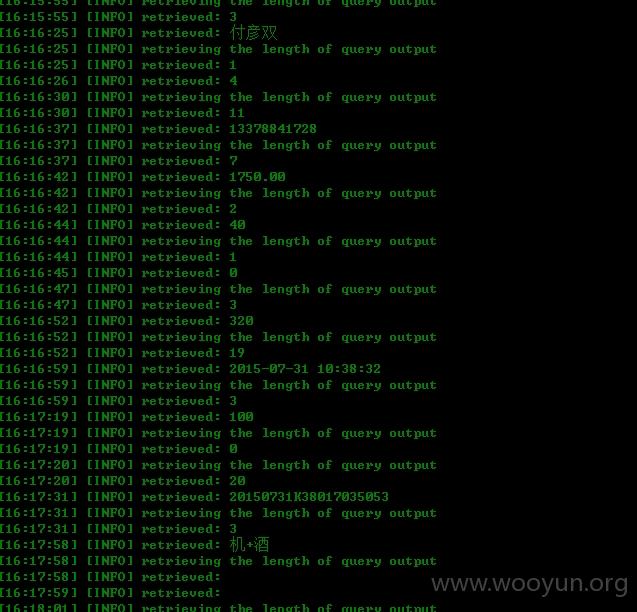 [16:15:55] [INFO] retrieving the length of query output
[16:15:55] [INFO] retrieved: 3
[16:16:25] [INFO] retrieved: 付彦双
[16:16:25] [INFO] retrieving the length of query output
[16:16:25] [INFO] retrieved: 1
[16:16:26] [INFO] retrieved: 4
[16:16:30] [INFO] retrieving the length of query output
[16:16:30] [INFO] retrieved: 11
[16:16:37] [INFO] retrieved: 13378841728
[16:16:37] [INFO] retrieving the length of query output
[16:16:37] [INFO] retrieved: 7
[16:16:42] [INFO] retrieved: 1750.00
[16:16:42] [INFO] retrieving the length of query output
[16:16:42] [INFO] retrieved: 2
[16:16:44] [INFO] retrieved: 40
[16:16:44] [INFO] retrieving the length of query output
[16:16:44] [INFO] retrieved: 1
[16:16:45] [INFO] retrieved: 0
[16:16:47] [INFO] retrieving the length of query output
[16:16:47] [INFO] retrieved: 3
[16:16:52] [INFO] retrieved: 320
[16:16:52] [INFO] retrieving the length of query output
[16:16:52] [INFO] retrieved: 19
[16:16:59] [INFO] retrieved: 2015-07-31 10:38:32
[16:16:59] [INFO] retrieving the length of query output
[16:16:59] [INFO] retrieved: 3
[16:17:19] [INFO] retrieved: 100
[16:17:19] [INFO] retrieving the length of query output
[16:17:19] [INFO] retrieved: 0
[16:17:20] [INFO] retrieving the length of query output
[16:17:20] [INFO] retrieved: 20
[16:17:31] [INFO] retrieved: 20150731K38017035053
[16:17:31] [INFO] retrieving the length of query output
[16:17:31] [INFO] retrieved: 3
[16:17:58] [INFO] retrieved: 机+酒
[16:17:58] [INFO] retrieving the length of query output
[16:17:58] [INFO] retrieved:
[16:17:59] [INFO] retrieved:
[16:18:01] [INFO] retrieving the length of query output
www.wooyun.org